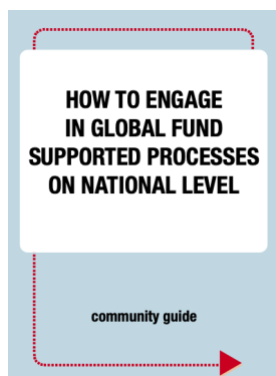 HOW TO ENGAGE
IN GLOBAL FUND
SUPPORTED PROCESSES
ON NATIONAL LEVEL
community guide